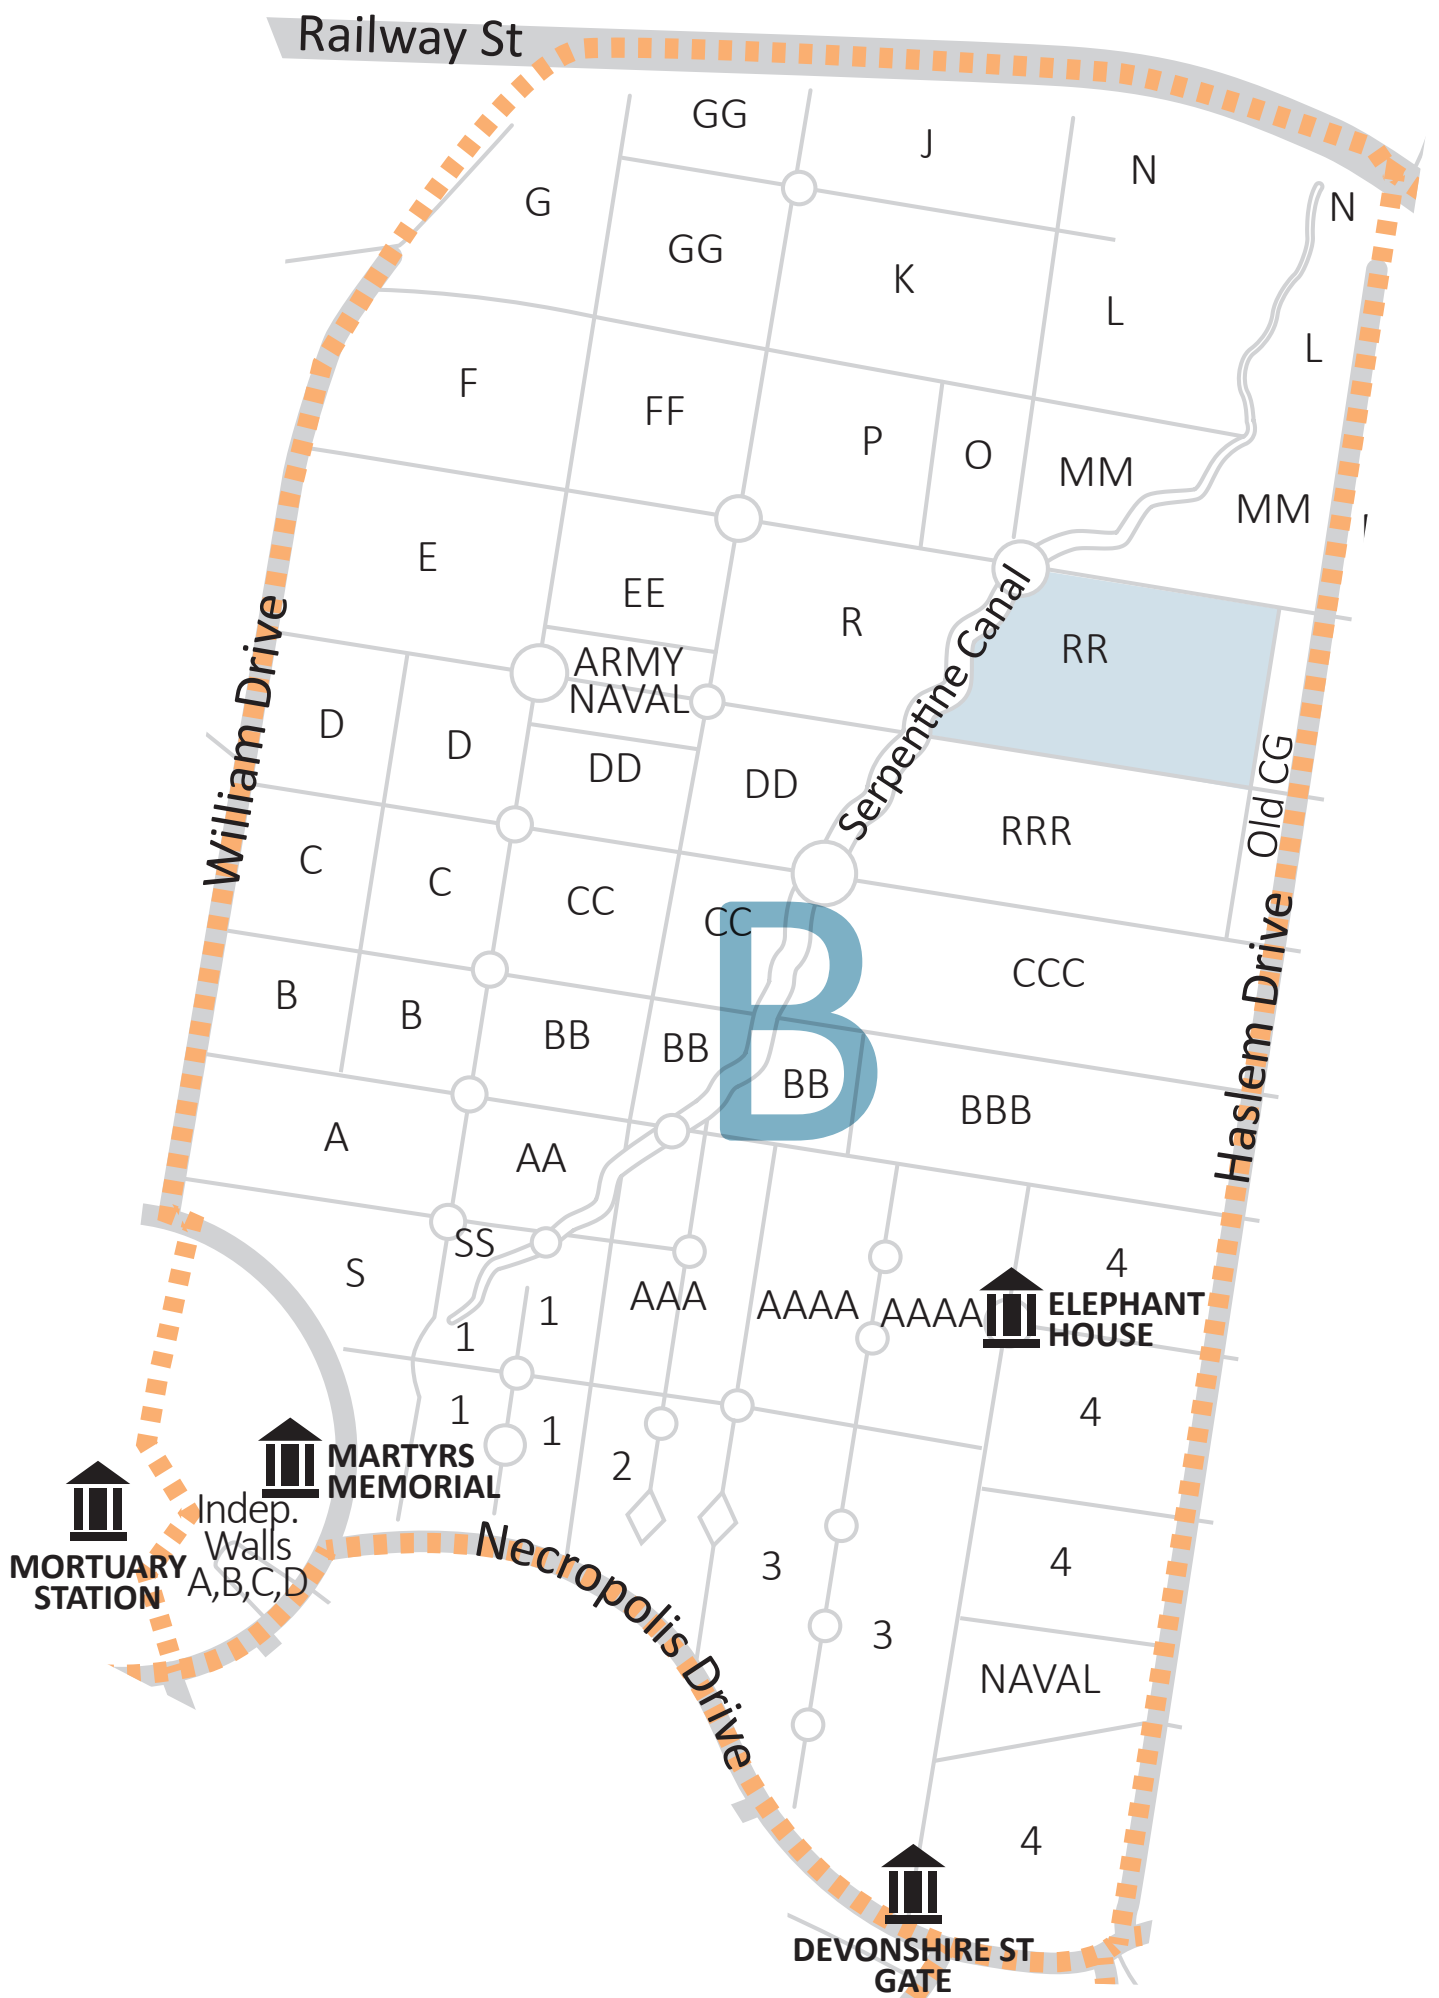 Railway St
GG
J
N
N
G
GG
K
L
L
F
FF
P
O
MM
MM
E
EE
R
RR
ARMY
NAVAL
Serpentine Canal
William Drive
D
D
DD
DD
RRR
Old CG
C
C
CC
CC
CCC
B
B
B
BB
BB
BB
BBB
Haslem Drive
A
AA
S
SS
1
1
AAA
AAAA
AAAA
4
ELEPHANT
HOUSE
1
1
2
4
MARTYRS
MEMORIAL
Indep.
Walls
A,B,C,D
MORTUARY
STATION
Necropolis Drive
3
4
3
NAVAL
4
DEVONSHIRE ST
GATE